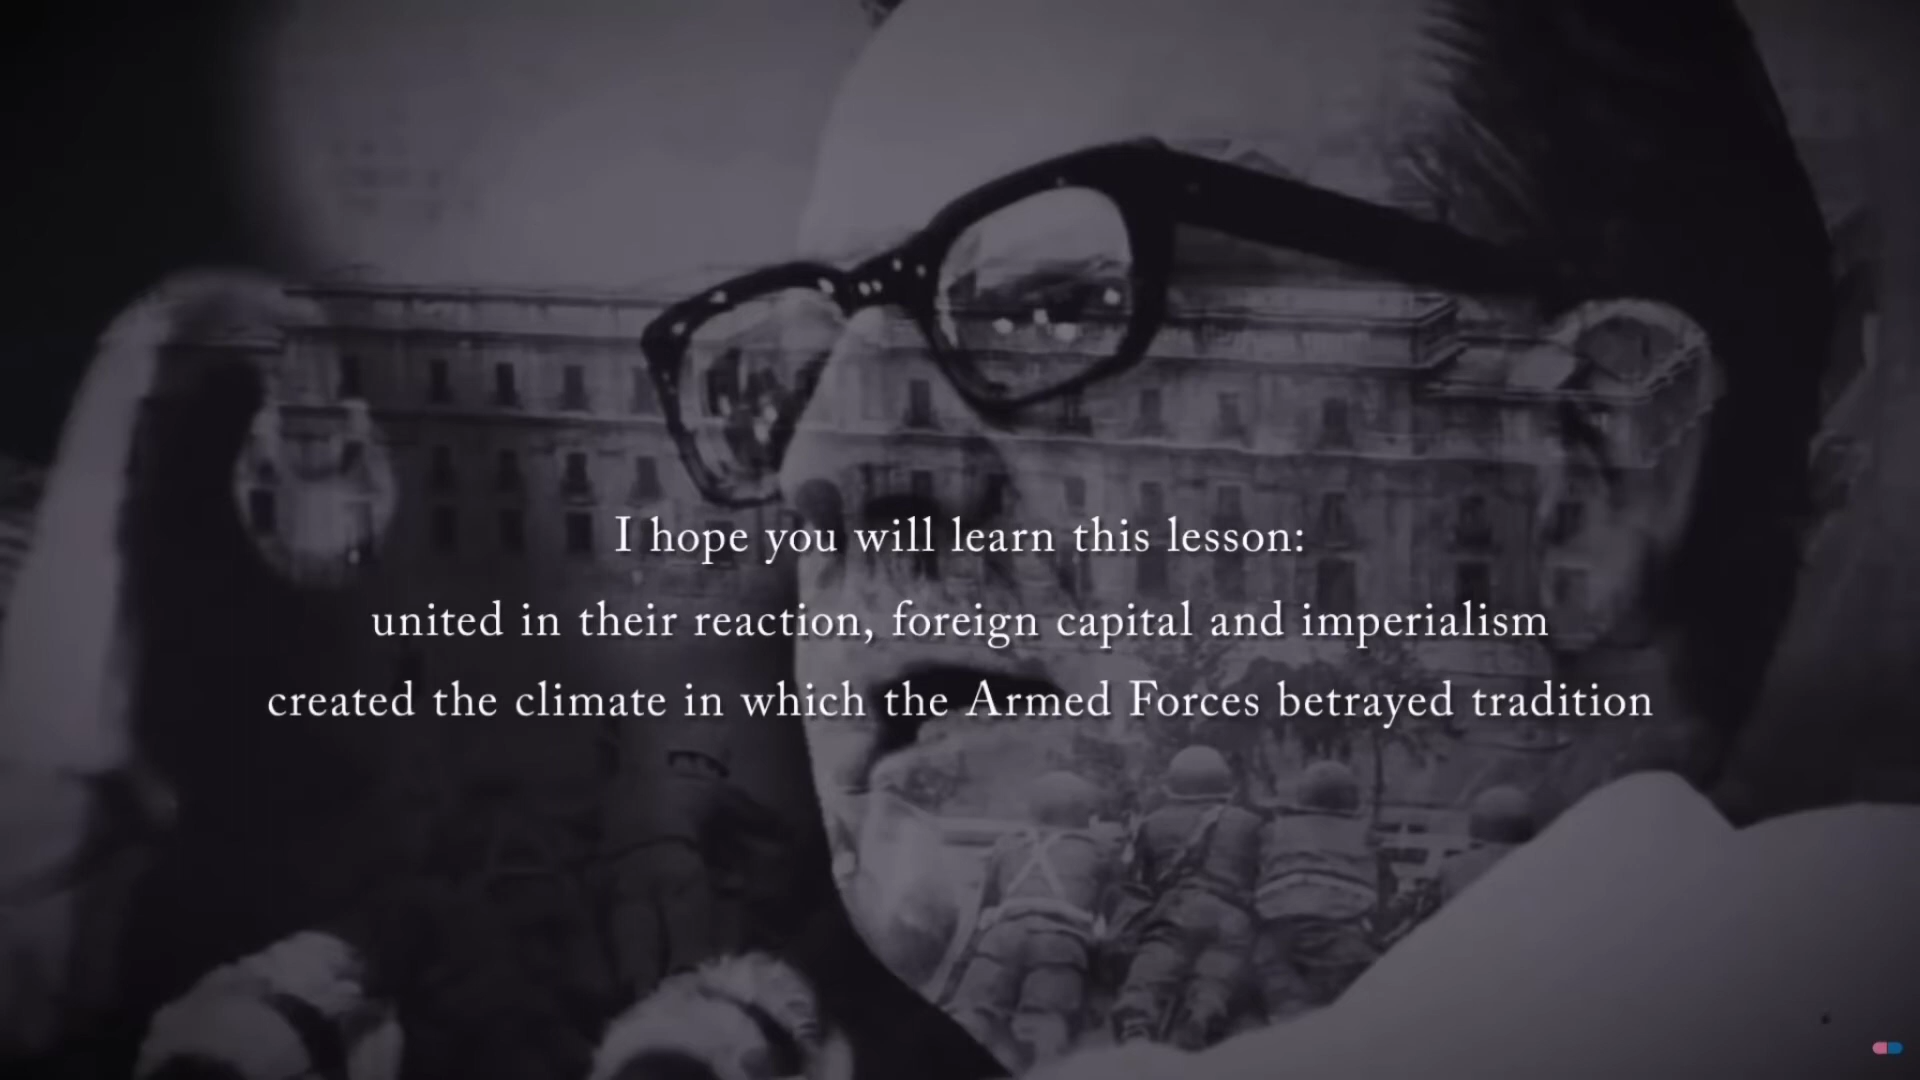 I hope you will learn this lesson:
united in their reaction, foreign capital and imperialism
created the climate in which the Armed Forces betrayed tradition